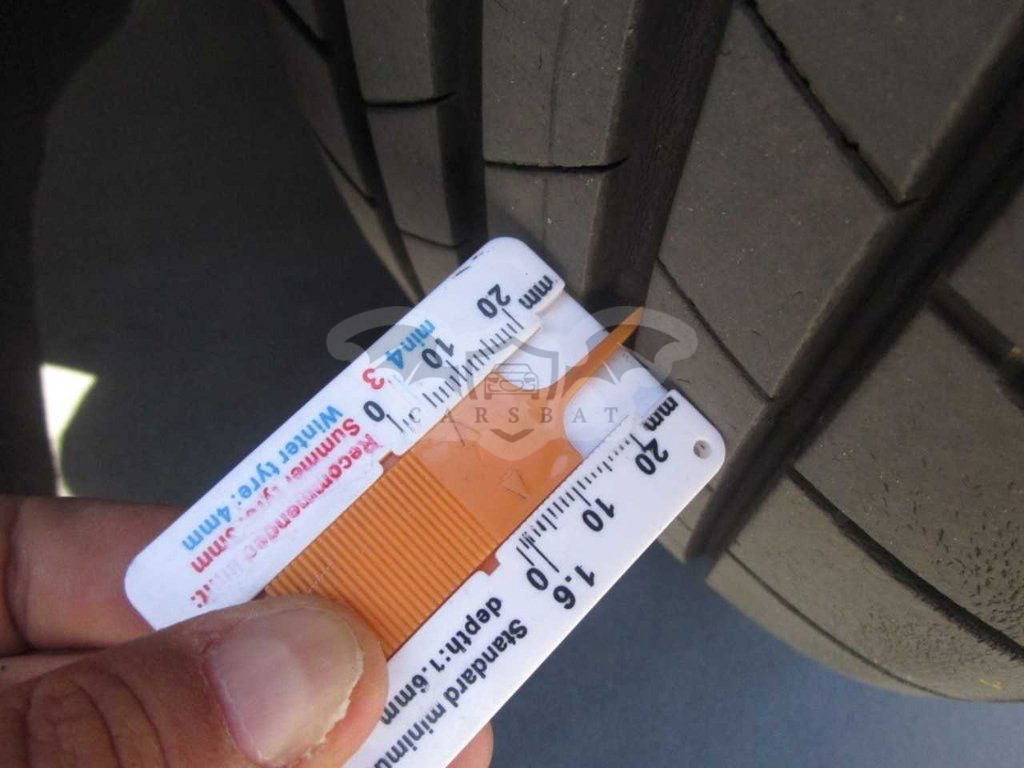 mm
20
10
0
min4
3
Recommended limit:
Summer tyre:3mm
Winter tyre:4mm
CARSBAT
mm
20
10
0
1.6
Standard minimu
depth:1.6mm